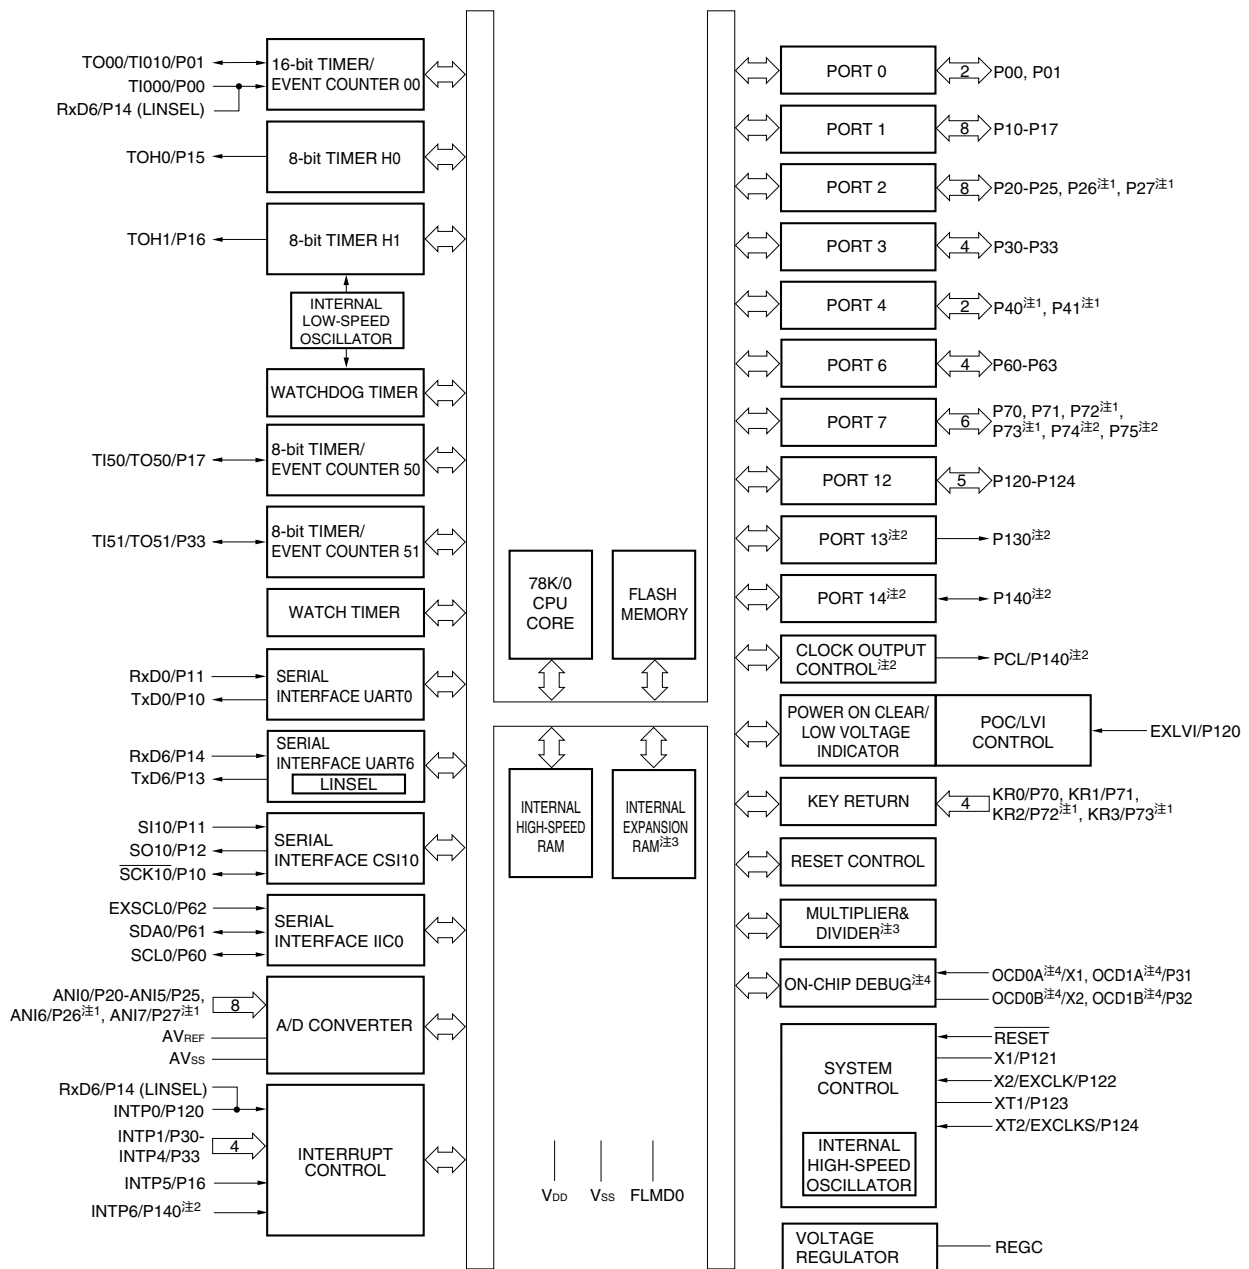 TO00/TI010/P01
TI000/P00
RxD6/P14 (LINSEL)
16-bit TIMER/
EVENT COUNTER 00
TOH0/P15
8-bit TIMER H0
TOH1/P16
8-bit TIMER H1
INTERNAL
LOW-SPEED
OSCILLATOR
WATCHDOG TIMER
TI50/TO50/P17
8-bit TIMER/
EVENT COUNTER 50
TI51/TO51/P33
8-bit TIMER/
EVENT COUNTER 51
WATCH TIMER
RxD0/P11
TxD0/P10
SERIAL
INTERFACE UART0
RxD6/P14
TxD6/P13
SERIAL
INTERFACE UART6
LINSEL
SI10/P11
SO10/P12
SCK10/P10
SERIAL
INTERFACE CSI10
EXSCL0/P62
SDA0/P61
SCL0/P60
SERIAL
INTERFACE IIC0
ANI0/P20-ANI5/P25,
ANI6/P26注1, ANI7/P27注1
8
AVREF
AVSS
A/D CONVERTER
RxD6/P14 (LINSEL)
INTP0/P120
INTP1/P30-
INTP4/P33
4
INTP5/P16
INTP6/P140注2
INTERRUPT
CONTROL
78K/0
CPU
CORE
FLASH
MEMORY
INTERNAL
HIGH-SPEED
RAM
INTERNAL
EXPANSION
RAM注3
VDD
VSS
FLMD0
PORT 0
2
P00, P01
PORT 1
8
P10-P17
PORT 2
8
P20-P25, P26注1, P27注1
PORT 3
4
P30-P33
PORT 4
2
P40注1, P41注1
PORT 6
4
P60-P63
PORT 7
6
P70, P71, P72注1,
P73注1, P74注2, P75注2
PORT 12
5
P120-P124
PORT 13注2
P130注2
PORT 14注2
P140注2
CLOCK OUTPUT
CONTROL注2
PCL/P140注2
POWER ON CLEAR/
LOW VOLTAGE
INDICATOR
POC/LVI
CONTROL
EXLVI/P120
KEY RETURN
4
KR0/P70, KR1/P71,
KR2/P72注1, KR3/P73注1
RESET CONTROL
MULTIPLIER&
DIVIDER注3
ON-CHIP DEBUG注4
OCD0A注4/X1, OCD1A注4/P31
OCD0B注4/X2, OCD1B注4/P32
SYSTEM
CONTROL
RESET
X1/P121
X2/EXCLK/P122
XT1/P123
XT2/EXCLKS/P124
INTERNAL
HIGH-SPEED
OSCILLATOR
VOLTAGE
REGULATOR
REGC